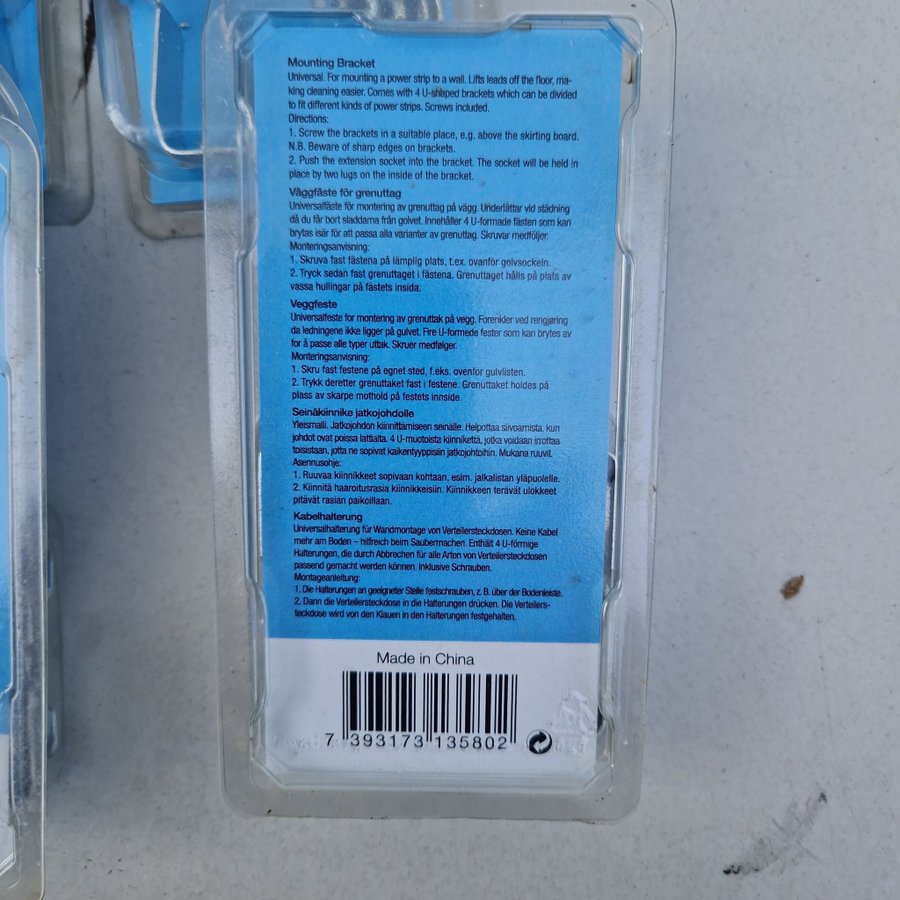 Mounting Bracket
Universal. For mounting a power strip to a wall. Lifts leads off the floor, ma-
king cleaning easier. Comes with 4 U-shaped brackets which can be divided
to fit different kinds of power strips. Screws included.
Directions:
1. Screw the brackets in a suitable place, e.g. above the skirting board.
N.B. Beware of sharp edges on brackets.
2. Push the extension socket into the bracket. The socket will be held in
place by two lugs on the inside of the bracket.
Väggfäste för grenuttag
Universalfäste för montering av grenuttag på vägg. Underlättar vid städning
då du får bort sladdarna från golvet. Innehåller 4 U-formade fästen som kan
brytas isär för att passa alla varianter av grenuttag. Skruvar medföljer.
Monteringsanvisning:
1. Skruva fast fästena på lämplig plats, t.ex. ovanför golvsockeln.
2. Tryck sedan fast grenuttaget i fästena. Grenuttaget hålls på plats av
vassa hullingar på fästets insida.
Veggfeste
Universalfeste for montering av grenuttak på vegg. Forenkler ved rengjøring
da ledningene ikke ligger på gulvet. Fire U-formede fester som kan brytes av
for å passe alle typer uttak. Skruer medfølger.
Monteringsanvisning:
1. Skru fast festene på egnet sted, f.eks. ovenfor gulvlisten.
2. Trykk deretter grenuttaket fast i festene. Grenuttaket holdes på
plass av skarpe mothold på festets innside.
Seinäkiinnike jatkojohdolle
Yleismalli. Jatkojohdon kiinnittämiseen seinälle. Helpottaa siivoamista, kun
johdot ovat poissa lattialta. 4 U-muotoista kiinnikettä, jotka voidaan irrottaa
toisistaan, jotta ne sopivat kaikentyyppisiin jatkojohtoihin. Mukana ruuvit.
Asennusohje:
1. Ruuvaa kiinnikkeet sopivaan kohtaan, esim. jalkalistan yläpuolelle.
2. Kiinnitä haaroitusrasia kiinnikkeisiin. Kiinnikkeen terävät ulokkeet
pitävät rasian paikoillaan.
Kabelhalterung
Universalhalterung für Wandmontage von Verteilersteckdosen. Keine Kabel
mehr am Boden – hilfreich beim Saubermachen. Enthält 4 U-förmige
Halterungen, die durch Abbrechen für alle Arten von Verteilersteckdosen
passend gemacht werden können. Inklusive Schrauben.
Montageanleitung:
1. Die Halterungen an geeigneter Stelle festschrauben, z. B. über der Bodenleiste.
2. Dann die Verteilersteckdose in die Halterungen drücken. Die Verteilers-
teckdose wird von den Klauen in den Halterungen festgehalten.
Made in China
7 393173 135802